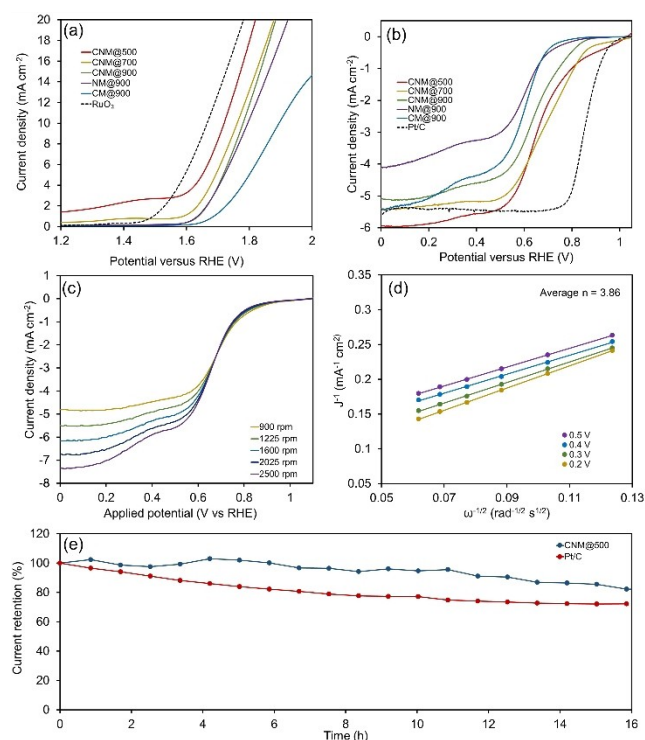 (a)
CNM@500
CNM@700
CNM@900
NM@900
CM@900
RuO₂
Current density (mA cm⁻²)
20
18
16
14
12
10
8
6
4
2
0
1.2
1.4
1.6
1.8
2
Potential versus RHE (V)
(b)
CNM@500
CNM@700
CNM@900
NM@900
CM@900
Pt/C
Current density (mA cm⁻²)
0
-1
-2
-3
-4
-5
-6
0
0.2
0.4
0.6
0.8
1
Potential versus RHE (V)
(c)
900 rpm
1225 rpm
1600 rpm
2025 rpm
2500 rpm
Current density (mA cm⁻²)
1
0
-1
-2
-3
-4
-5
-6
-7
-8
0
0.2
0.4
0.6
0.8
1
Applied potential (V vs RHE)
(d)
Average n = 3.86
0.5 V
0.4 V
0.3 V
0.2 V
J⁻¹ (mA⁻¹ cm²)
0.35
0.30
0.25
0.20
0.15
0.10
0.05
0.05
0.07
0.09
0.11
0.13
ω⁻¹/² (rad⁻¹/² s¹/²)
(e)
CNM@500
Pt/C
Current retention (%)
120
100
80
60
40
20
0
0
2
4
6
8
10
12
14
16
Time (h)